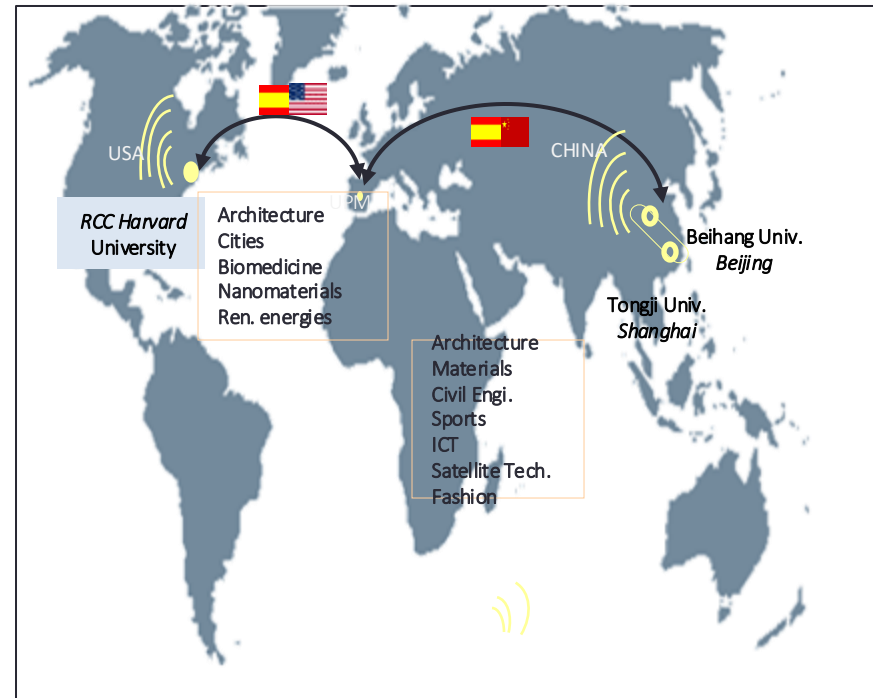 USA
CHINA
UPM
RCC Harvard
University
Architecture
Cities
Biomedicine
Nanomaterials
Ren. energies
Beihang Univ.
Beijing
Tongji Univ.
Shanghai
Architecture
Materials
Civil Engi.
Sports
ICT
Satellite Tech.
Fashion